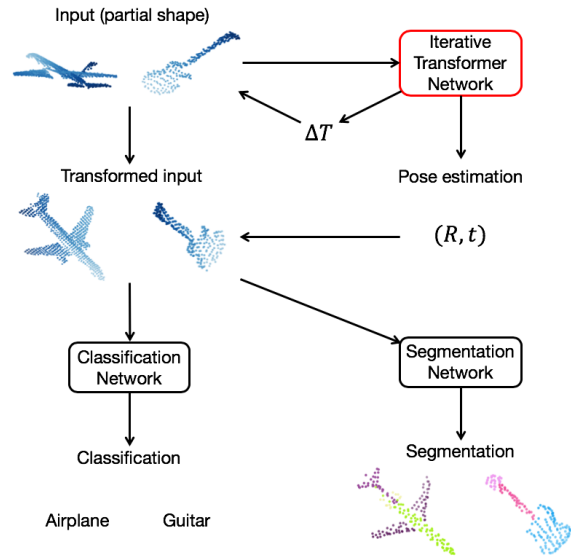 Input (partial shape)
Iterative
Transformer
Network
ΔT
Transformed input
Pose estimation
(R, t)
Classification
Network
Segmentation
Network
Classification
Segmentation
Airplane
Guitar